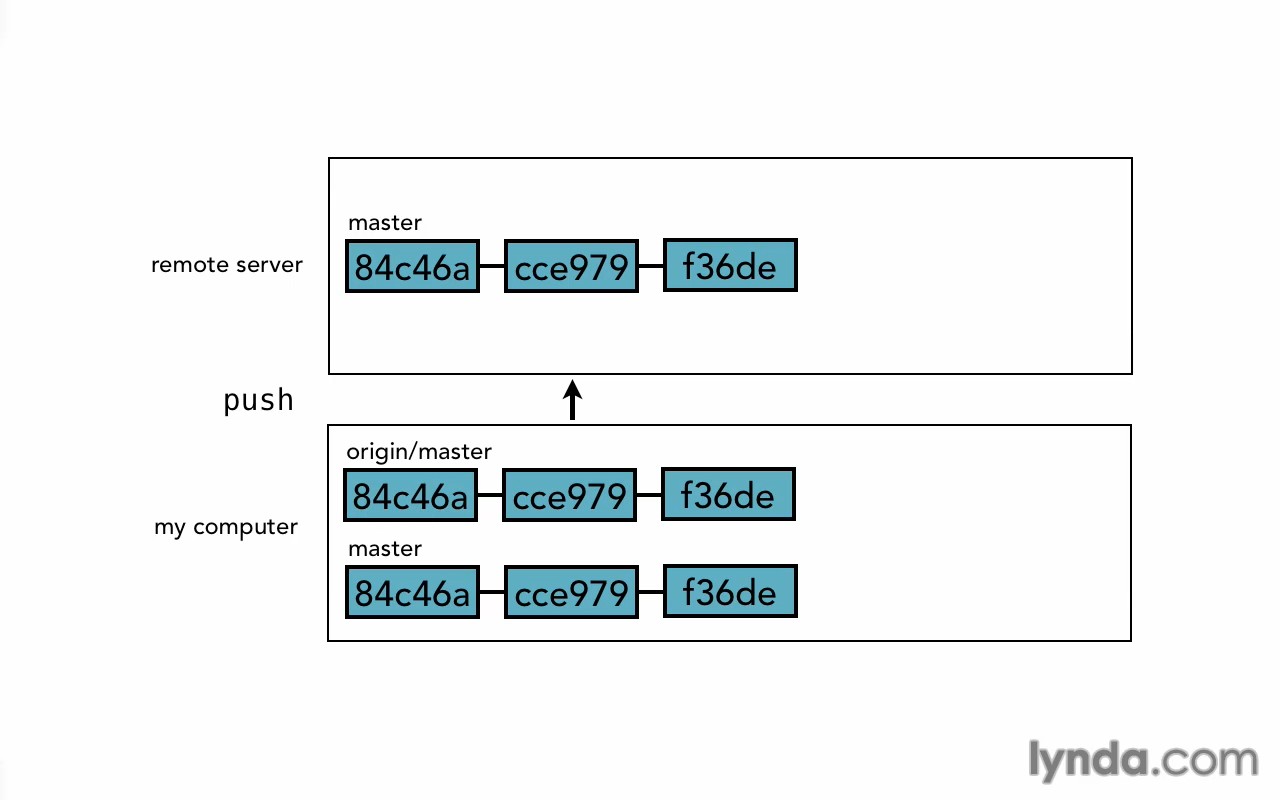 master
remote server
84c46a cce979 f36de
push
origin/master
84c46a cce979 f36de
my computer
master
84c46a cce979 f36de
lynda.com